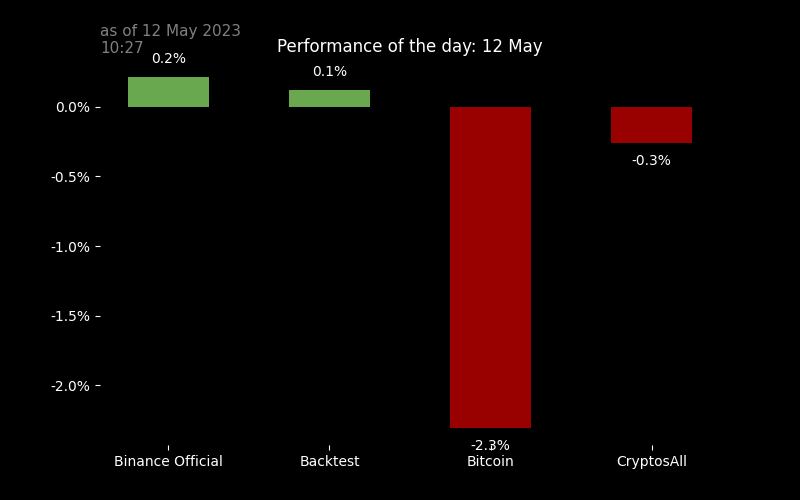 as of 12 May 2023
10:27
Performance of the day: 12 May
0.2%
0.1%
0.0%
-0.3%
-0.5%
-1.0%
-1.5%
-2.0%
-2.3%
Binance Official
Backtest
Bitcoin
CryptosAll